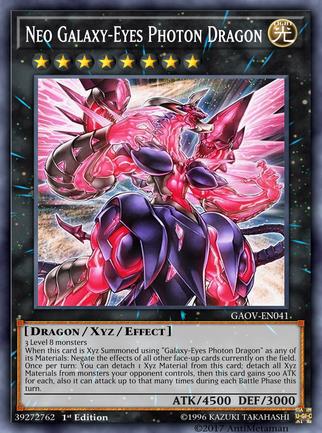 NEO GALAXY-EYES PHOTON DRAGON
LIGHT
光
GAOV-EN041
[DRAGON / XYZ / EFFECT]
3 Level 8 monsters
When this card is Xyz Summoned using "Galaxy-Eyes Photon Dragon" as any of
its Materials: Negate the effects of all other face-up cards currently on the field.
Once per turn: You can detach 1 Xyz Material from this card; detach all Xyz
Materials from monsters your opponent controls, then this card gains 500 ATK
for each, also it can attack up to that many times during each Battle Phase this
turn.
ATK/4500 DEF/3000
39272762 1st Edition ©1996 KAZUKI TAKAHASHI
©2017 AntiMetaman